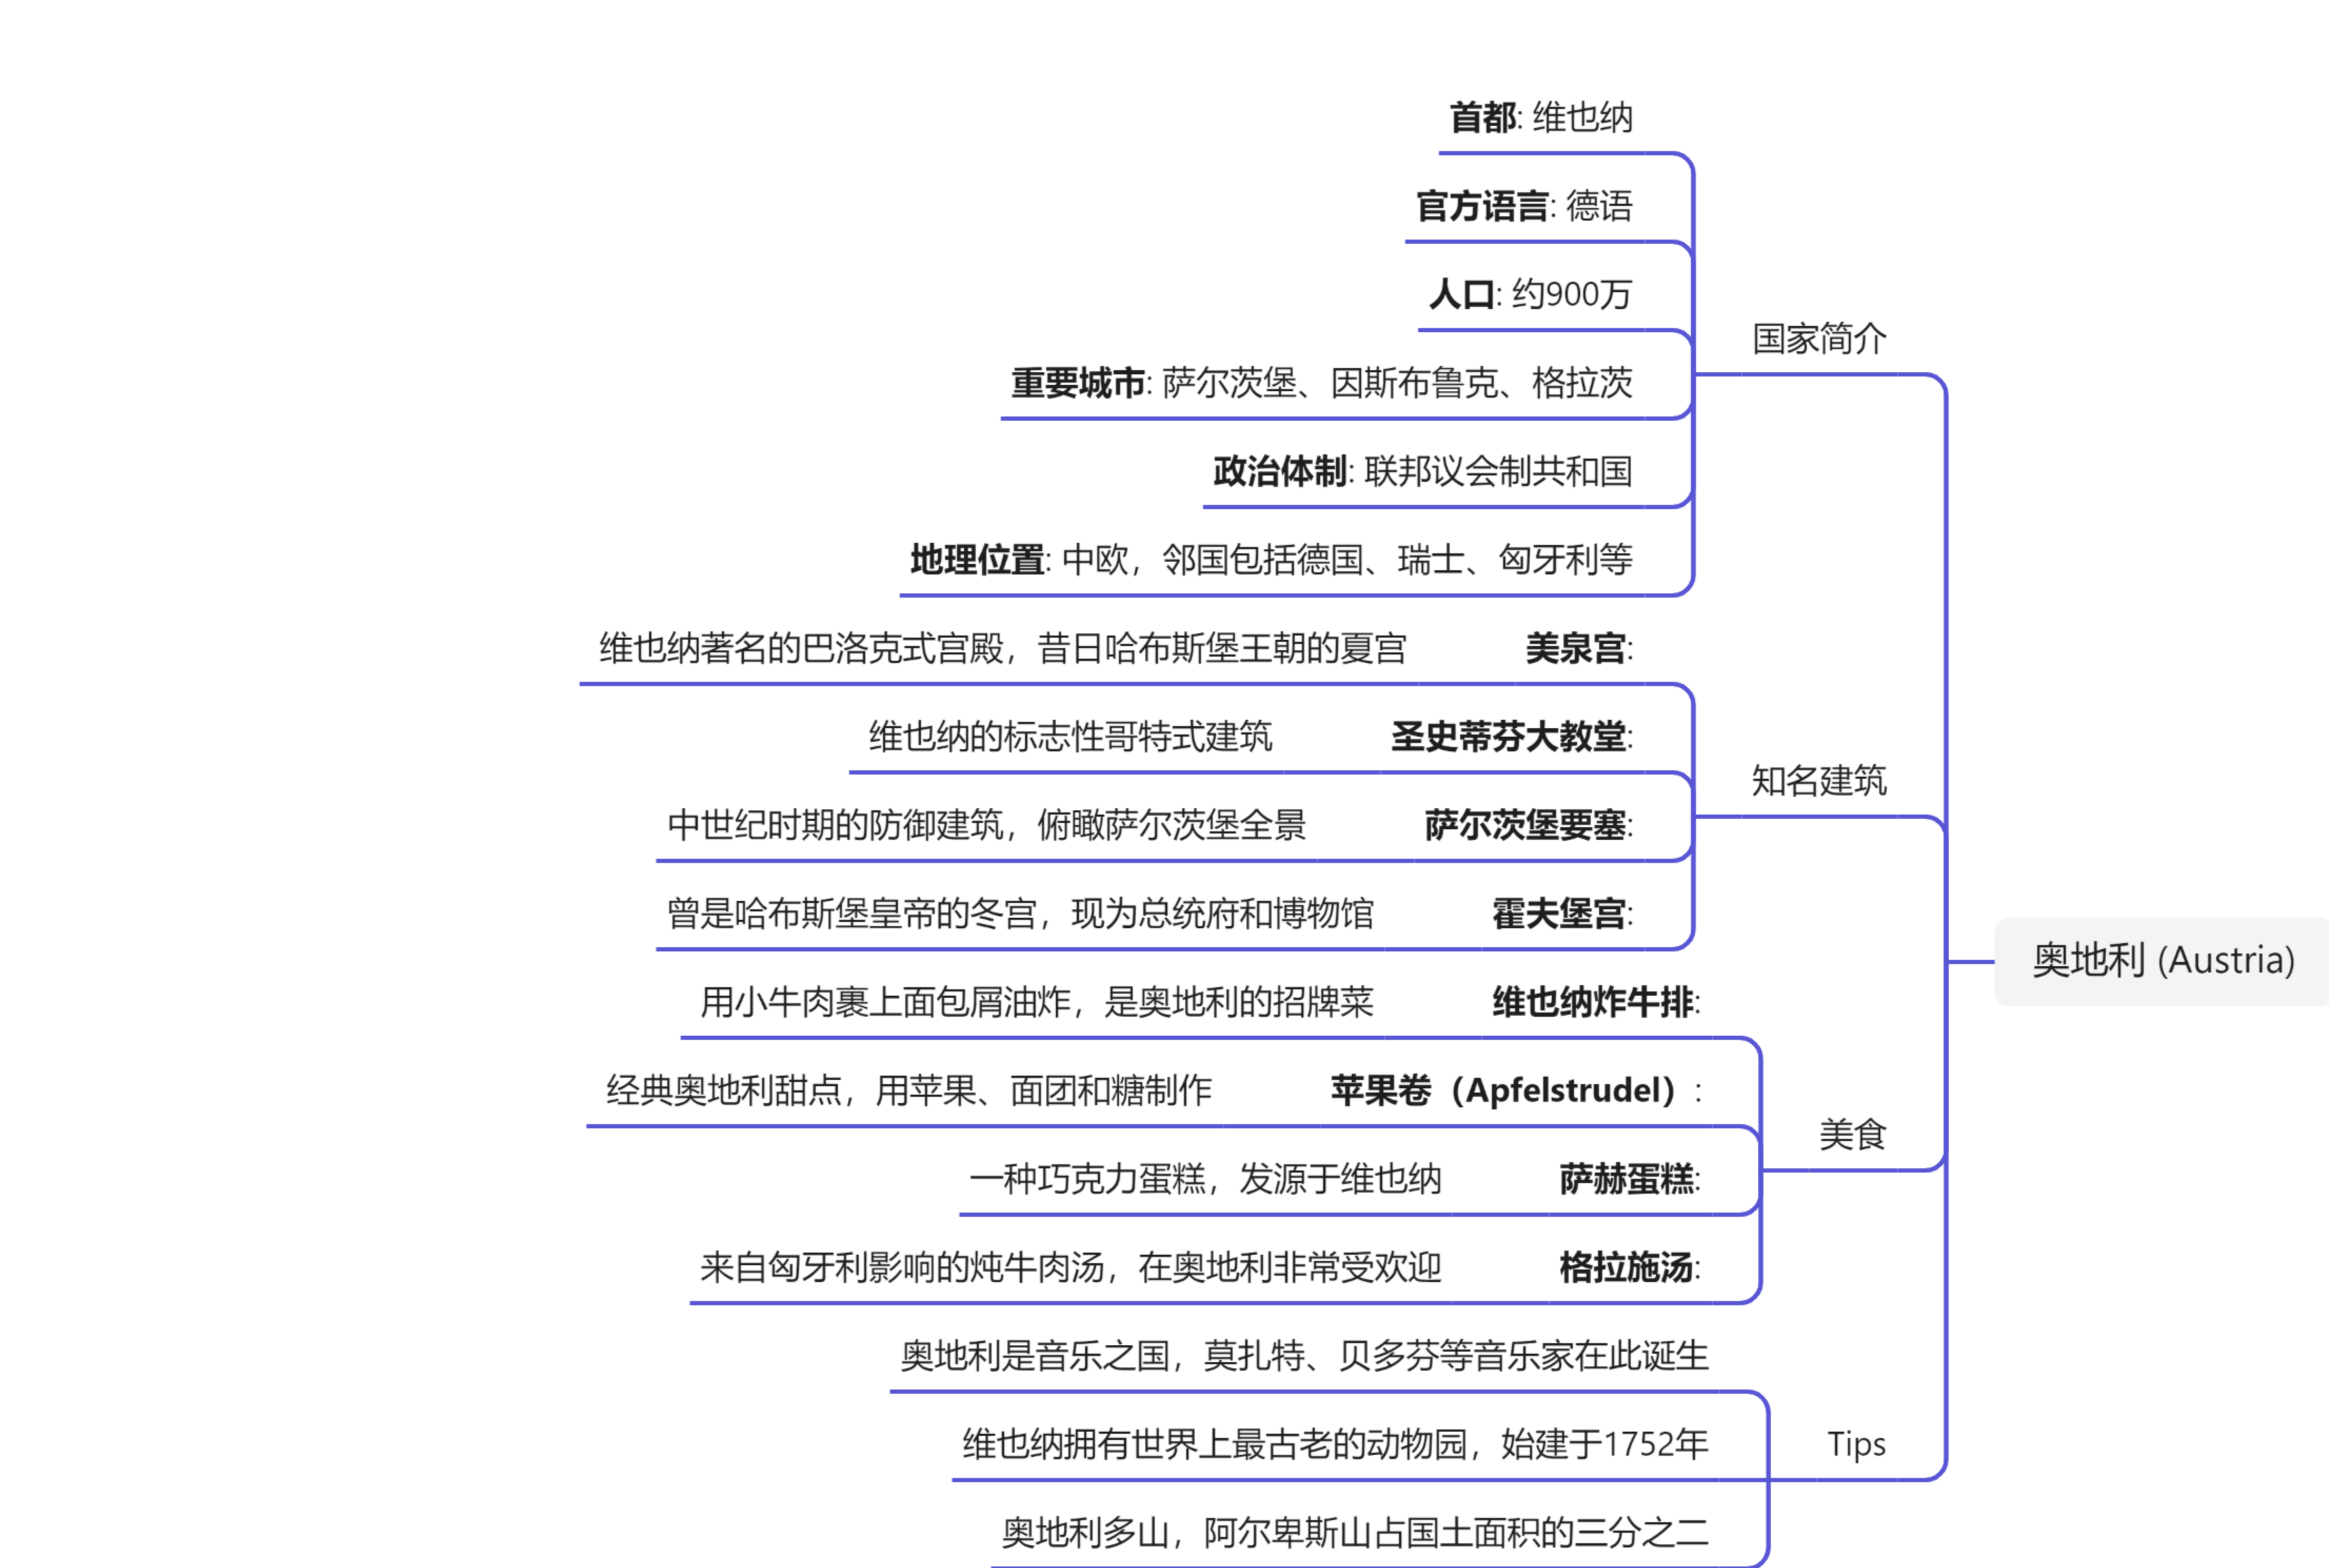 首都: 维也纳
官方语言: 德语
人口: 约900万
国家简介
重要城市: 萨尔茨堡、因斯布鲁克、格拉茨
政治体制: 联邦议会制共和国
地理位置: 中欧，邻国包括德国、瑞士、匈牙利等
维也纳著名的巴洛克式宫殿，昔日哈布斯堡王朝的夏宫 美泉宫:
维也纳的标志性哥特式建筑 圣史蒂芬大教堂:
知名建筑
中世纪时期的防御建筑，俯瞰萨尔茨堡全景 萨尔茨堡要塞:
曾是哈布斯堡皇帝的冬宫，现为总统府和博物馆 霍夫堡宫:
奥地利 (Austria)
用小牛肉裹上面包屑油炸，是奥地利的招牌菜 维也纳炸牛排:
经典奥地利甜点，用苹果、面团和糖制作 苹果卷（Apfelstrudel）:
美食
一种巧克力蛋糕，发源于维也纳 萨赫蛋糕:
来自匈牙利影响的炖牛肉汤，在奥地利非常受欢迎 格拉施汤:
奥地利是音乐之国，莫扎特、贝多芬等音乐家在此诞生
维也纳拥有世界上最古老的动物园，始建于1752年
Tips
奥地利多山，阿尔卑斯山占国土面积的三分之二